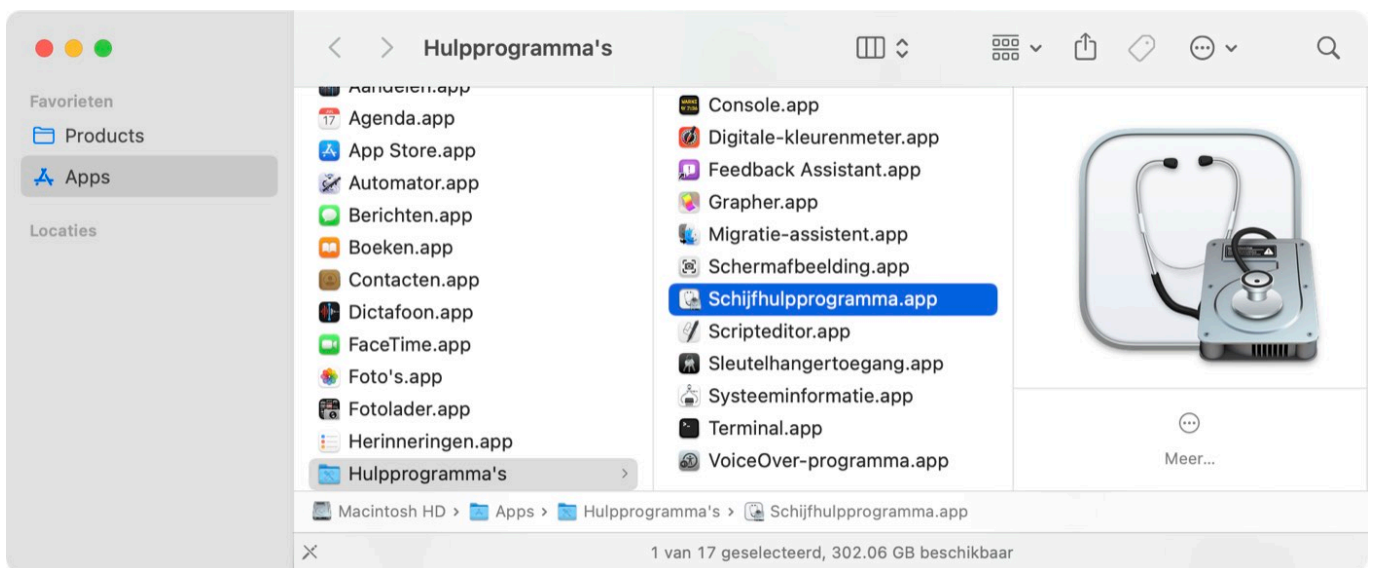 Hulpprogramma's
Favorieten
Products
Apps
Locaties
Aandelen.app
17
Agenda.app
App Store.app
Automator.app
Berichten.app
Boeken.app
Contacten.app
Dictafoon.app
FaceTime.app
Foto's.app
Fotolader.app
Herinneringen.app
Hulpprogramma's
Console.app
Digitale-kleurenmeter.app
Feedback Assistant.app
Grapher.app
Migratie-assistent.app
Schermafbeelding.app
Schijfhulpprogramma.app
Scripteditor.app
Sleutelhangertoegang.app
Systeeminformatie.app
Terminal.app
VoiceOver-programma.app
Meer...
Macintosh HD › Apps › Hulpprogramma's › Schijfhulpprogramma.app
1 van 17 geselecteerd, 302.06 GB beschikbaar